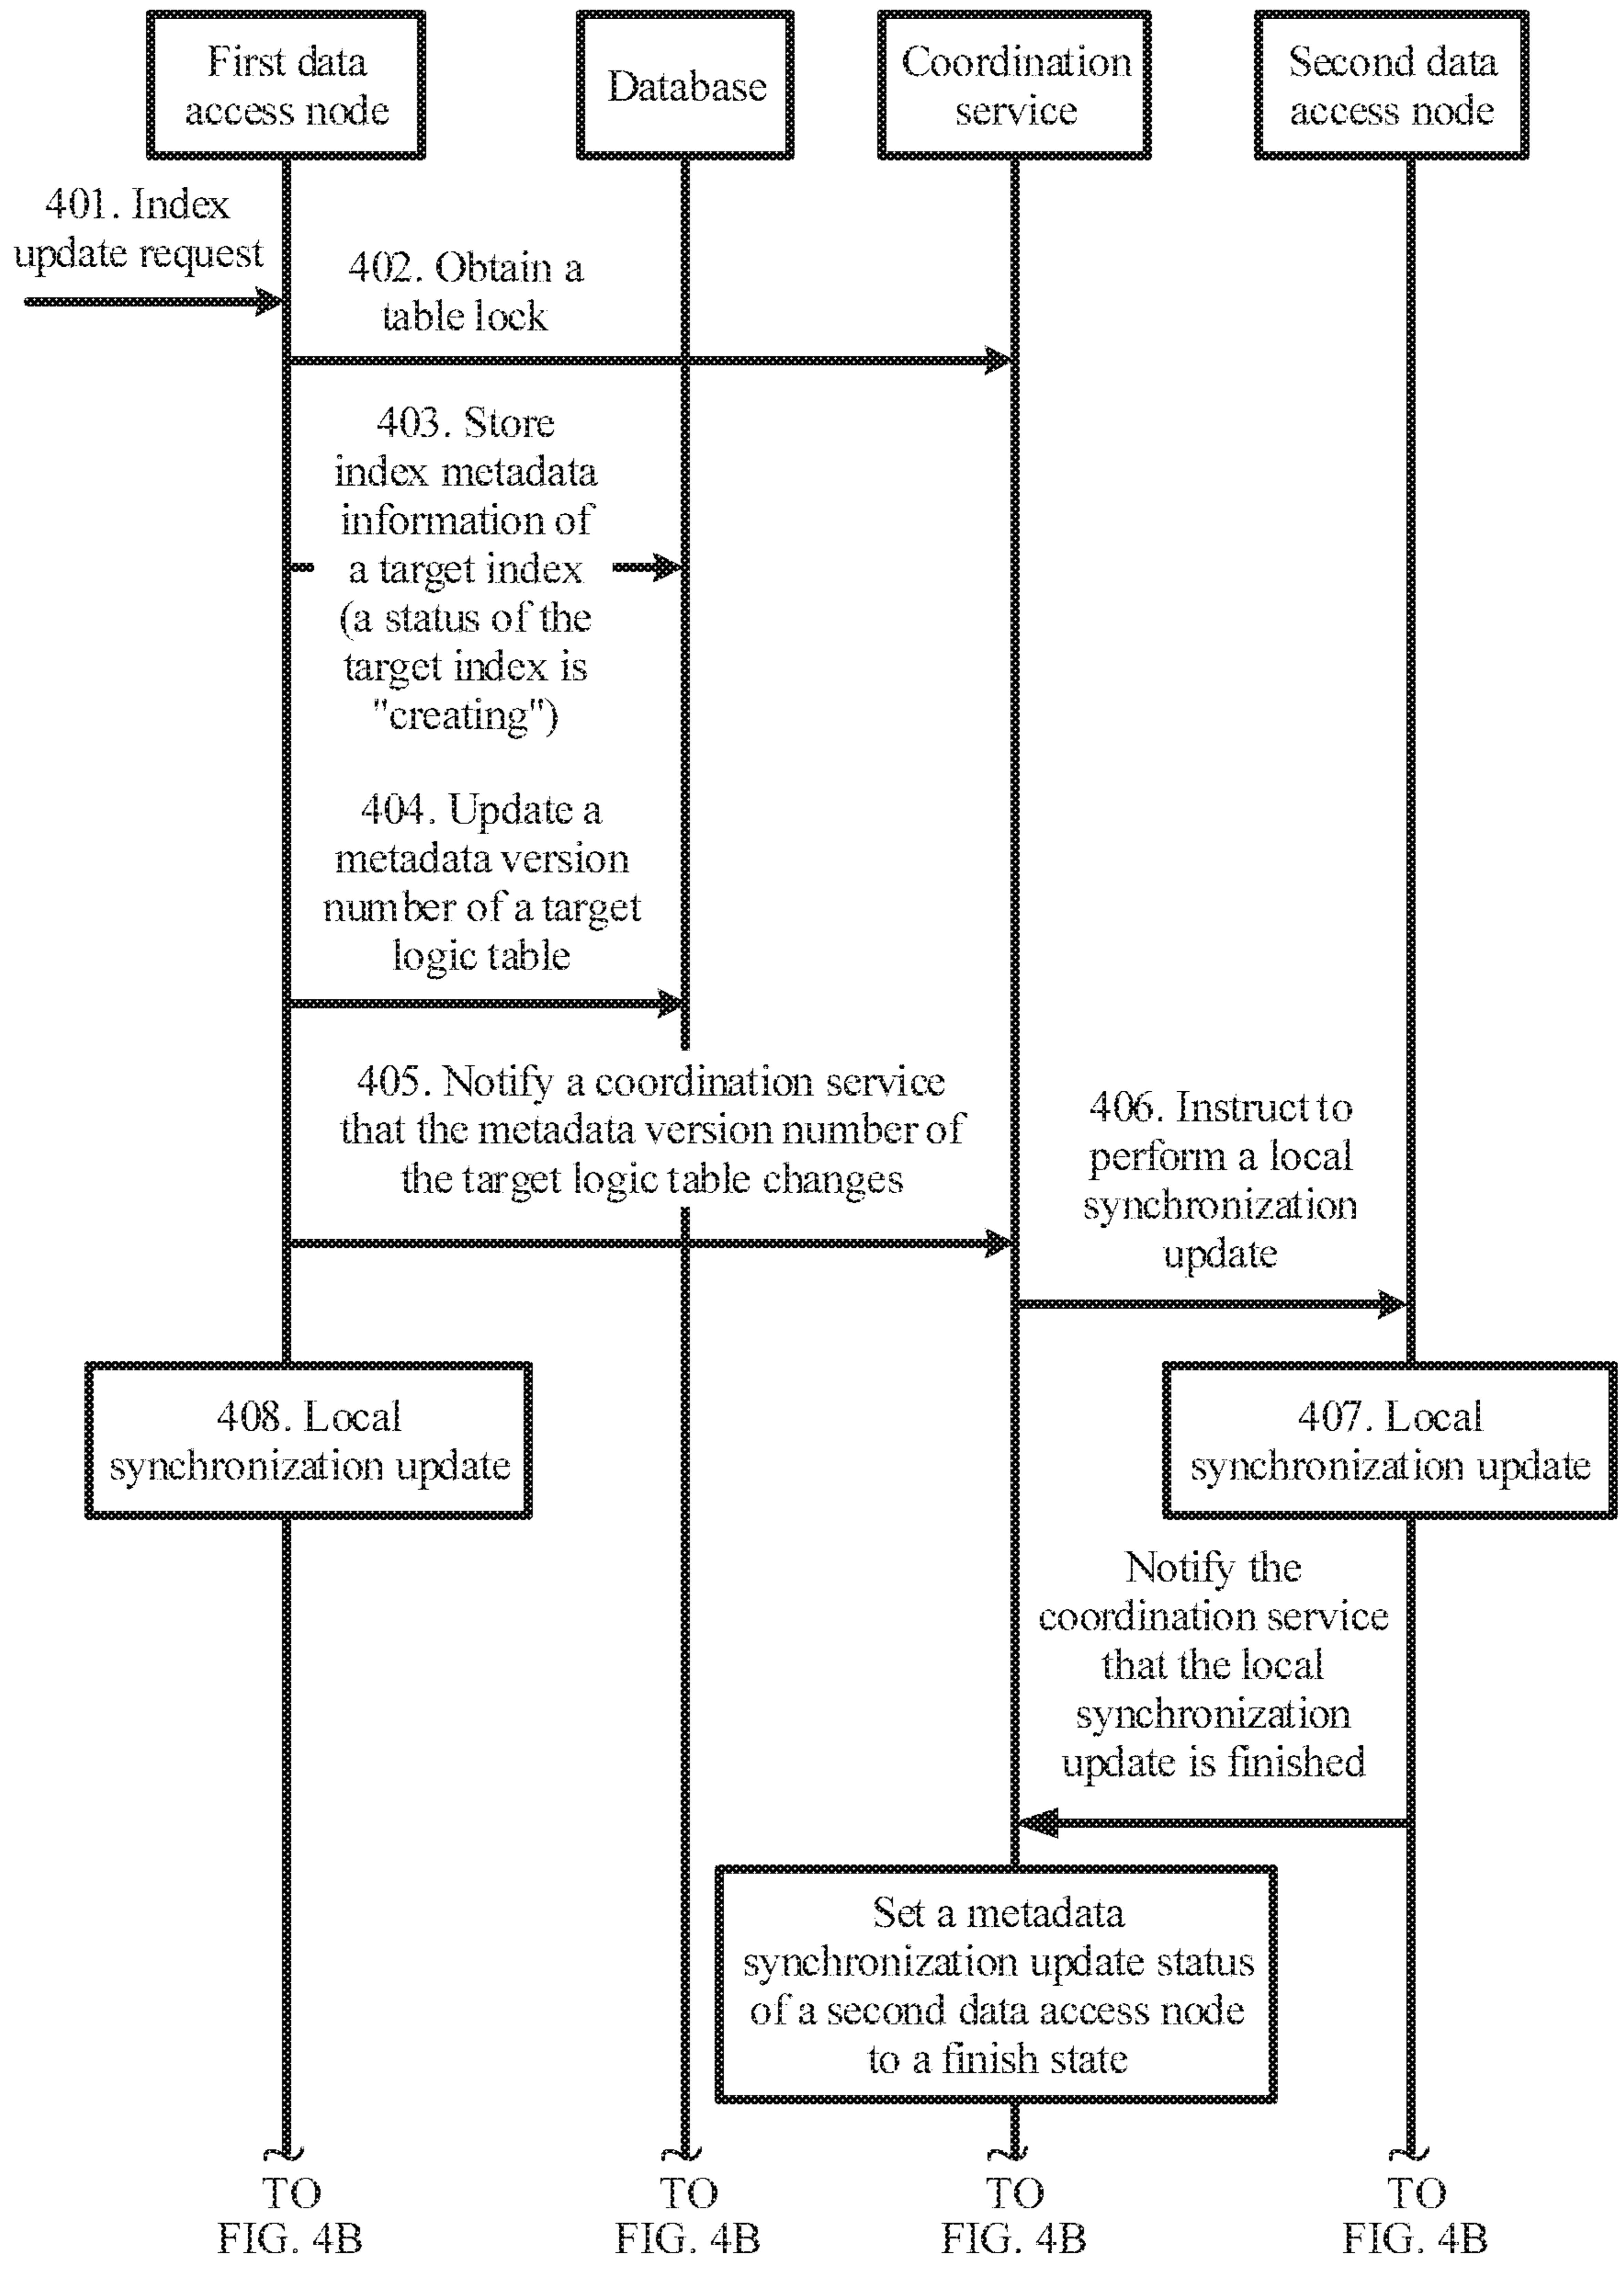 First data
access node
Database
Coordination
service
Second data
access node
401. Index
update request
402. Obtain a
table lock
403. Store
index metadata
information of
a target index
(a status of the
target index is
"creating")
404. Update a
metadata version
number of a target
logic table
405. Notify a coordination service
that the metadata version number of
the target logic table changes
406. Instruct to
perform a local
synchronization
update
408. Local
synchronization update
407. Local
synchronization update
Notify the
coordination service
that the local
synchronization
update is finished
Set a metadata
synchronization update status
of a second data access node
to a finish state
TO
FIG. 4B
TO
FIG. 4B
TO
FIG. 4B
TO
FIG. 4B